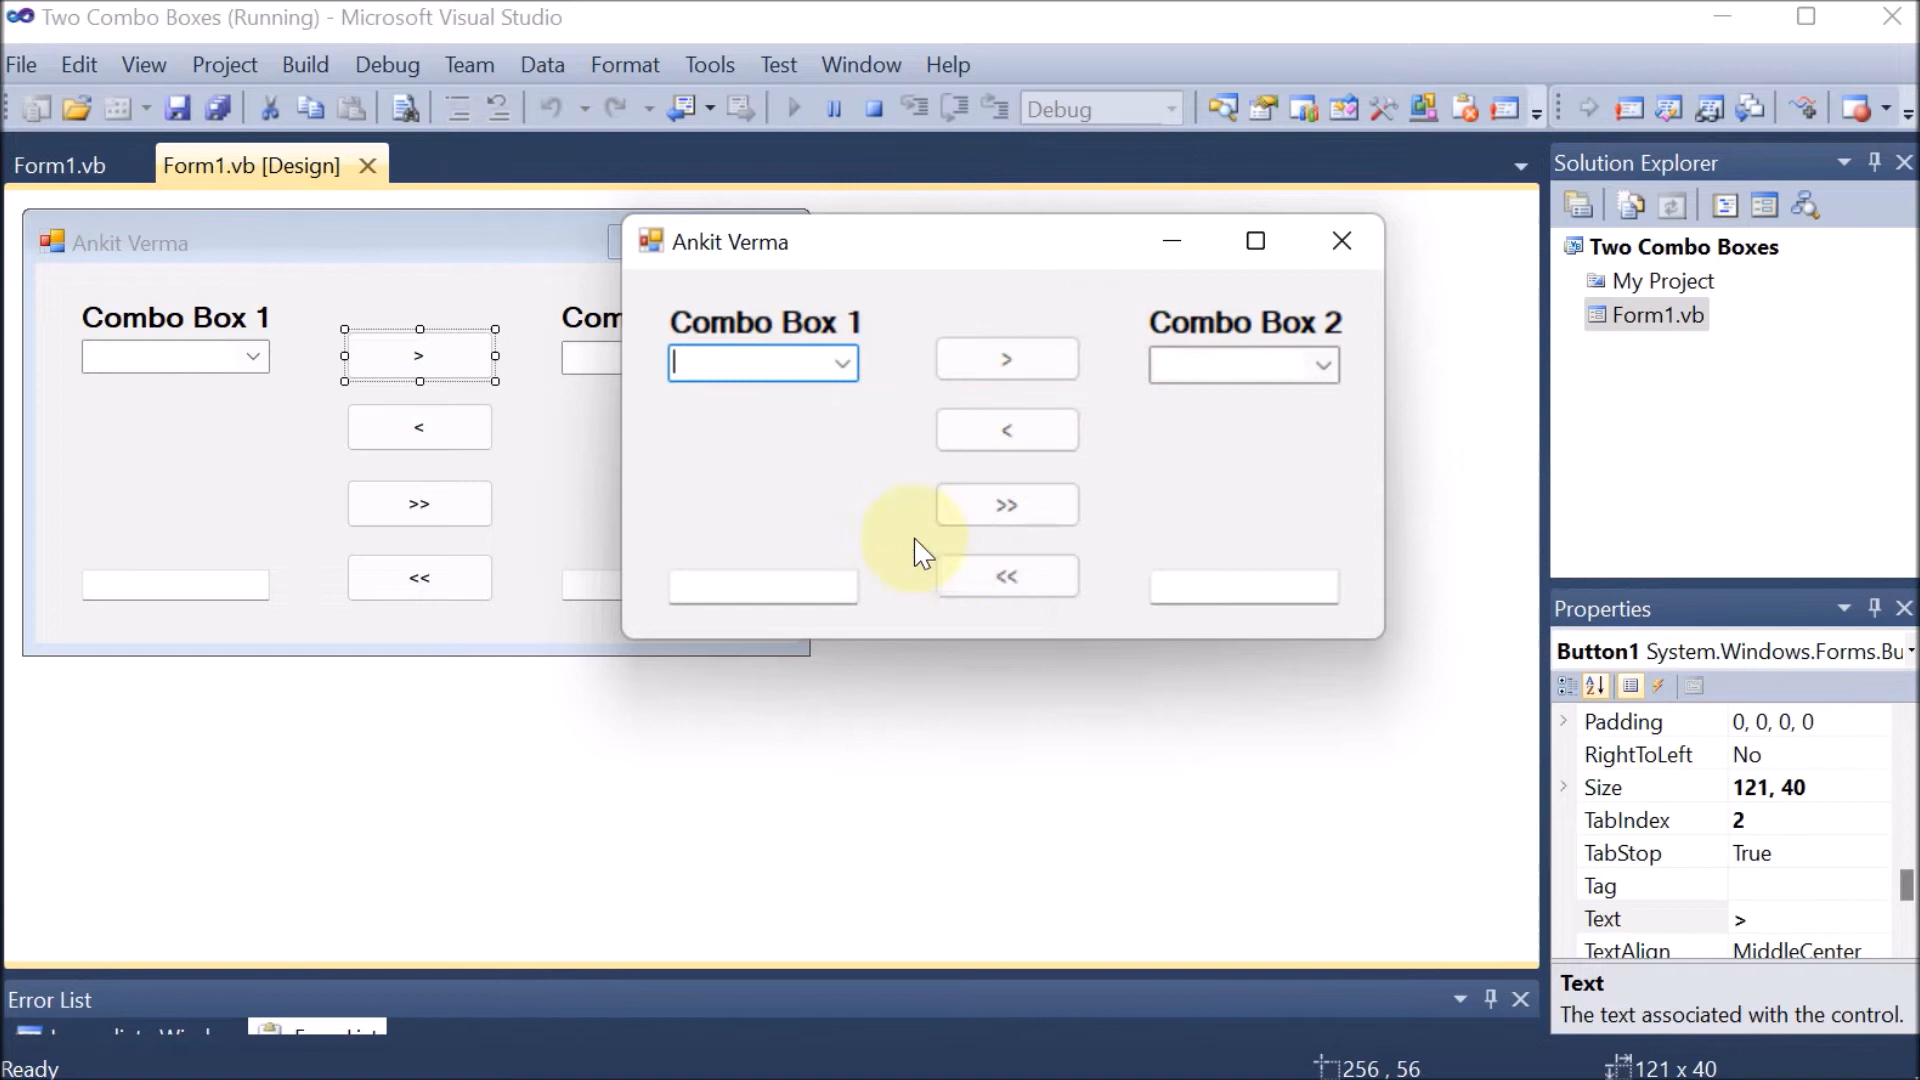 Two Combo Boxes (Running) - Microsoft Visual Studio
File Edit View Project Build Debug Team Data Format Tools Test Window Help
Debug
Form1.vb Form1.vb [Design]
Solution Explorer
Two Combo Boxes
My Project
Form1.vb
Ankit Verma
Combo Box 1
Com
>
<
>>
<<
Ankit Verma
Combo Box 1 Combo Box 2
>
<
>>
<<
Properties
Button1 System.Windows.Forms.Bu
Padding 0, 0, 0, 0
RightToLeft No
Size 121, 40
TabIndex 2
TabStop True
Tag
Text >
TextAlign MiddleCenter
Text
The text associated with the control.
Error List
Ready 256 , 56 121 x 40